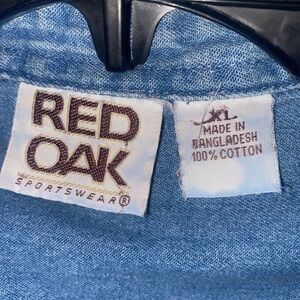 RED
OAK
SPORTSWEAR®
XL
MADE IN
BANGLADESH
100% COTTON